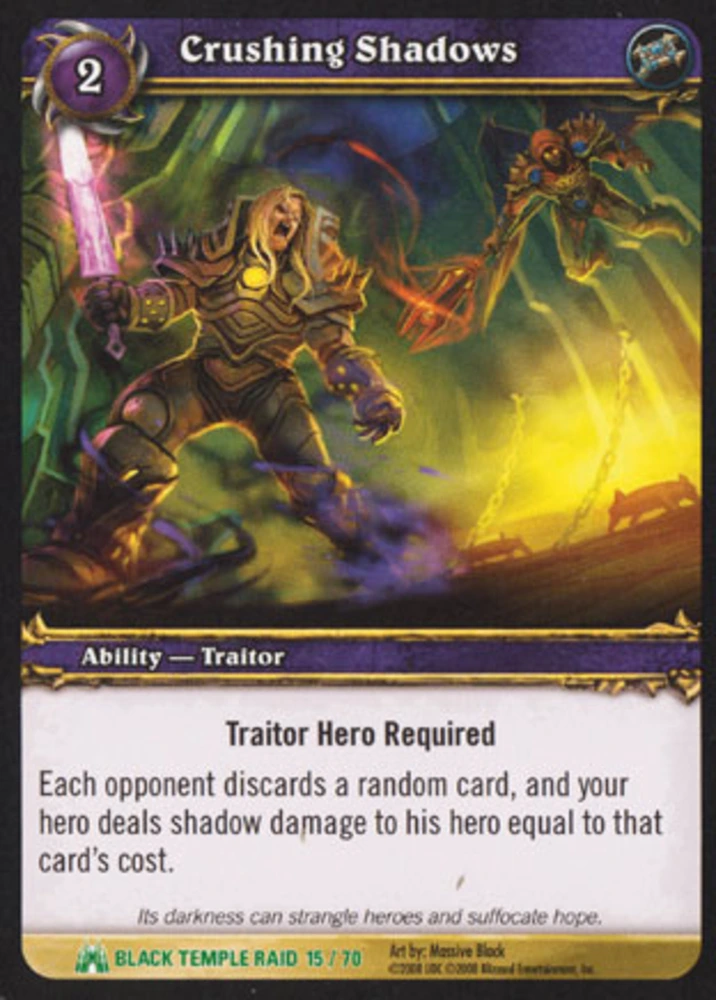 2
Crushing Shadows
Ability — Traitor
Traitor Hero Required
Each opponent discards a random card, and your
hero deals shadow damage to his hero equal to that
card's cost.
Its darkness can strangle heroes and suffocate hope.
BLACK TEMPLE RAID 15 / 70
Art by: Massive Black
©2008 UDC ©2008 Blizzard Entertainment, Inc.